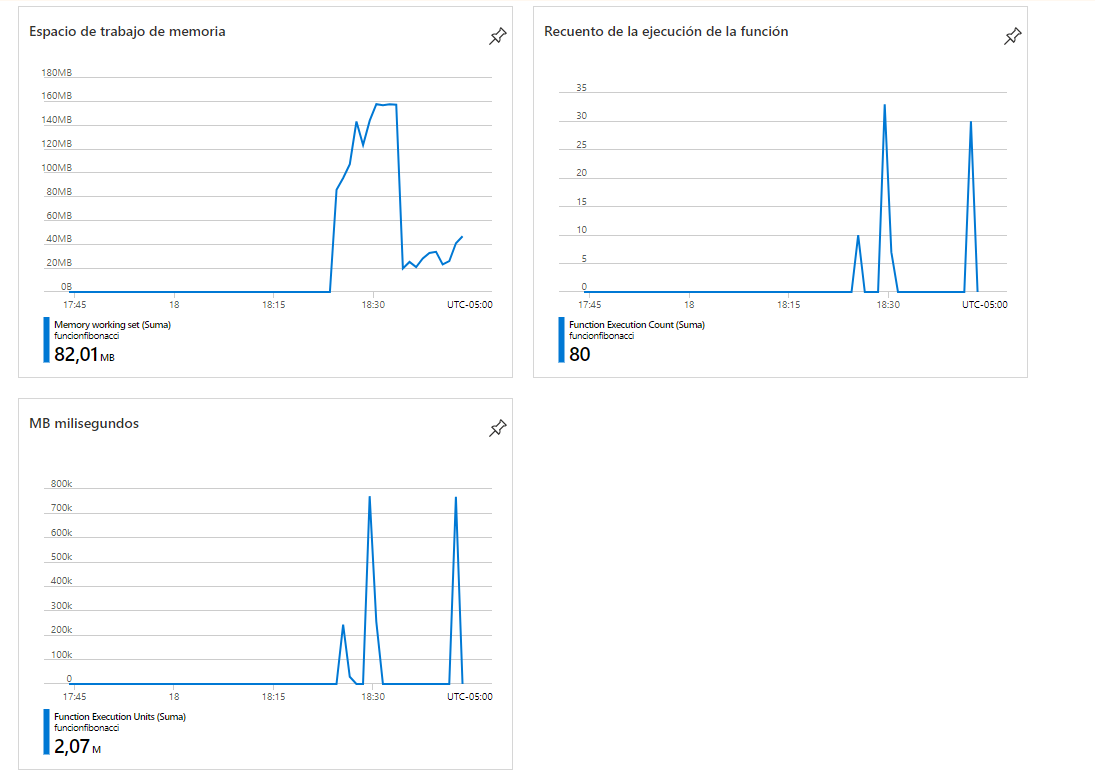 Espacio de trabajo de memoria
180MB
160MB
140MB
120MB
100MB
80MB
60MB
40MB
20MB
0B
17:45 18 18:15 18:30 UTC-05:00
Memory working set (Suma)
funcionfibonacci
82,01 MB
Recuento de la ejecución de la función
35
30
25
20
15
10
5
0
17:45 18 18:15 18:30 UTC-05:00
Function Execution Count (Suma)
funcionfibonacci
80
MB milisegundos
800k
700k
600k
500k
400k
300k
200k
100k
0
17:45 18 18:15 18:30 UTC-05:00
Function Execution Units (Suma)
funcionfibonacci
2,07 M